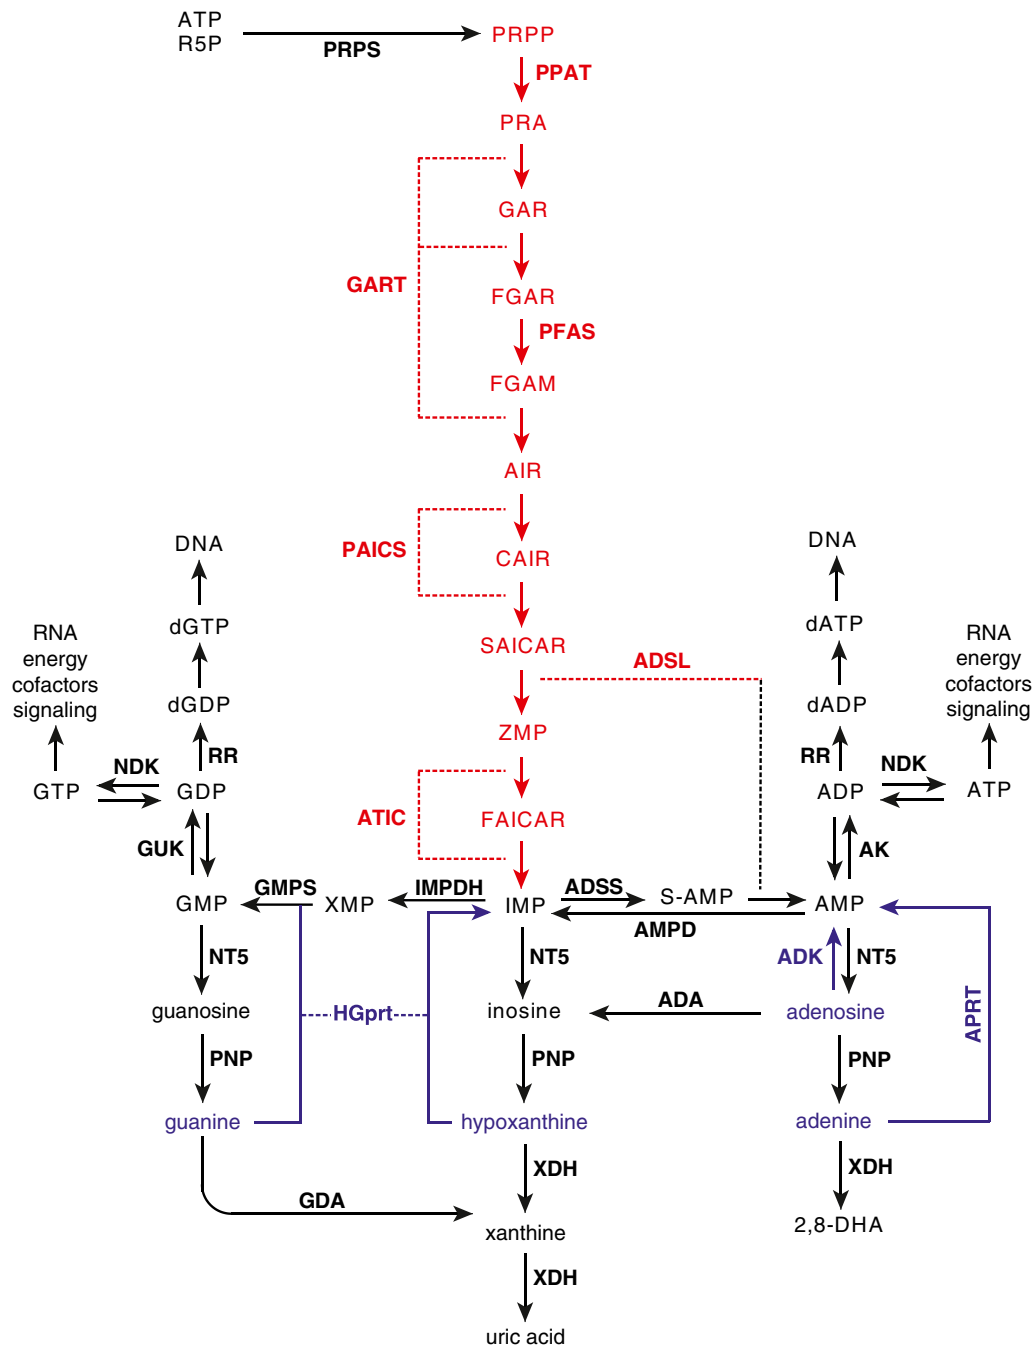 ATP
R5P
PRPS
PRPP
PPAT
PRA
GAR
GART
FGAR
PFAS
FGAM
AIR
PAICS
CAIR
SAICAR
ADSL
ZMP
ATIC
FAICAR
DNA
dGTP
RNA
energy
cofactors
signaling
dGDP
RR
NDK
GTP
GDP
GUK
DNA
dATP
RNA
energy
cofactors
signaling
dADP
RR
NDK
ADP
ATP
AK
GMP
GMPS
XMP
IMPDH
IMP
ADSS
S-AMP
AMPD
AMP
NT5
NT5
ADK
NT5
guanosine
HGprt
inosine
ADA
adenosine
APRT
PNP
PNP
PNP
guanine
hypoxanthine
adenine
XDH
XDH
GDA
xanthine
2,8-DHA
XDH
uric acid